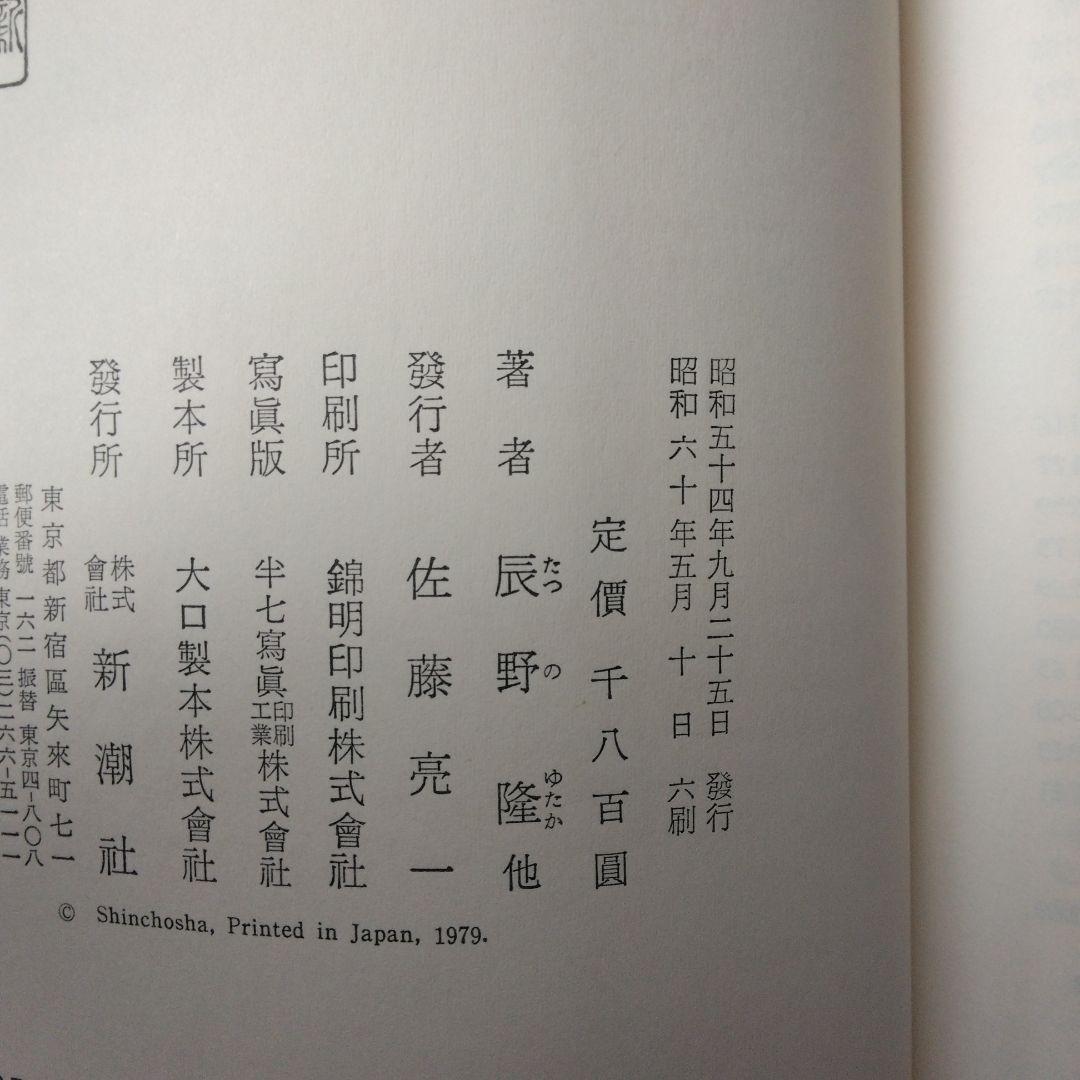 昭和五十四年九月二十五日 發行
昭和六十年五月十日 六刷
定價 千八百圓
著者 辰野隆他
たつ の ゆたか
發行者 佐藤亮一
印刷所 錦明印刷株式會社
寫眞版 半七寫眞印刷工業株式會社
製本所 大口製本株式會社
發行所 株式會社 新潮社
東京都新宿區矢來町七一
郵便番號 一六二 振替 東京四-八〇八
電話 業務 東京(〇三)二六六-五一一一
© Shinchosha, Printed in Japan, 1979.